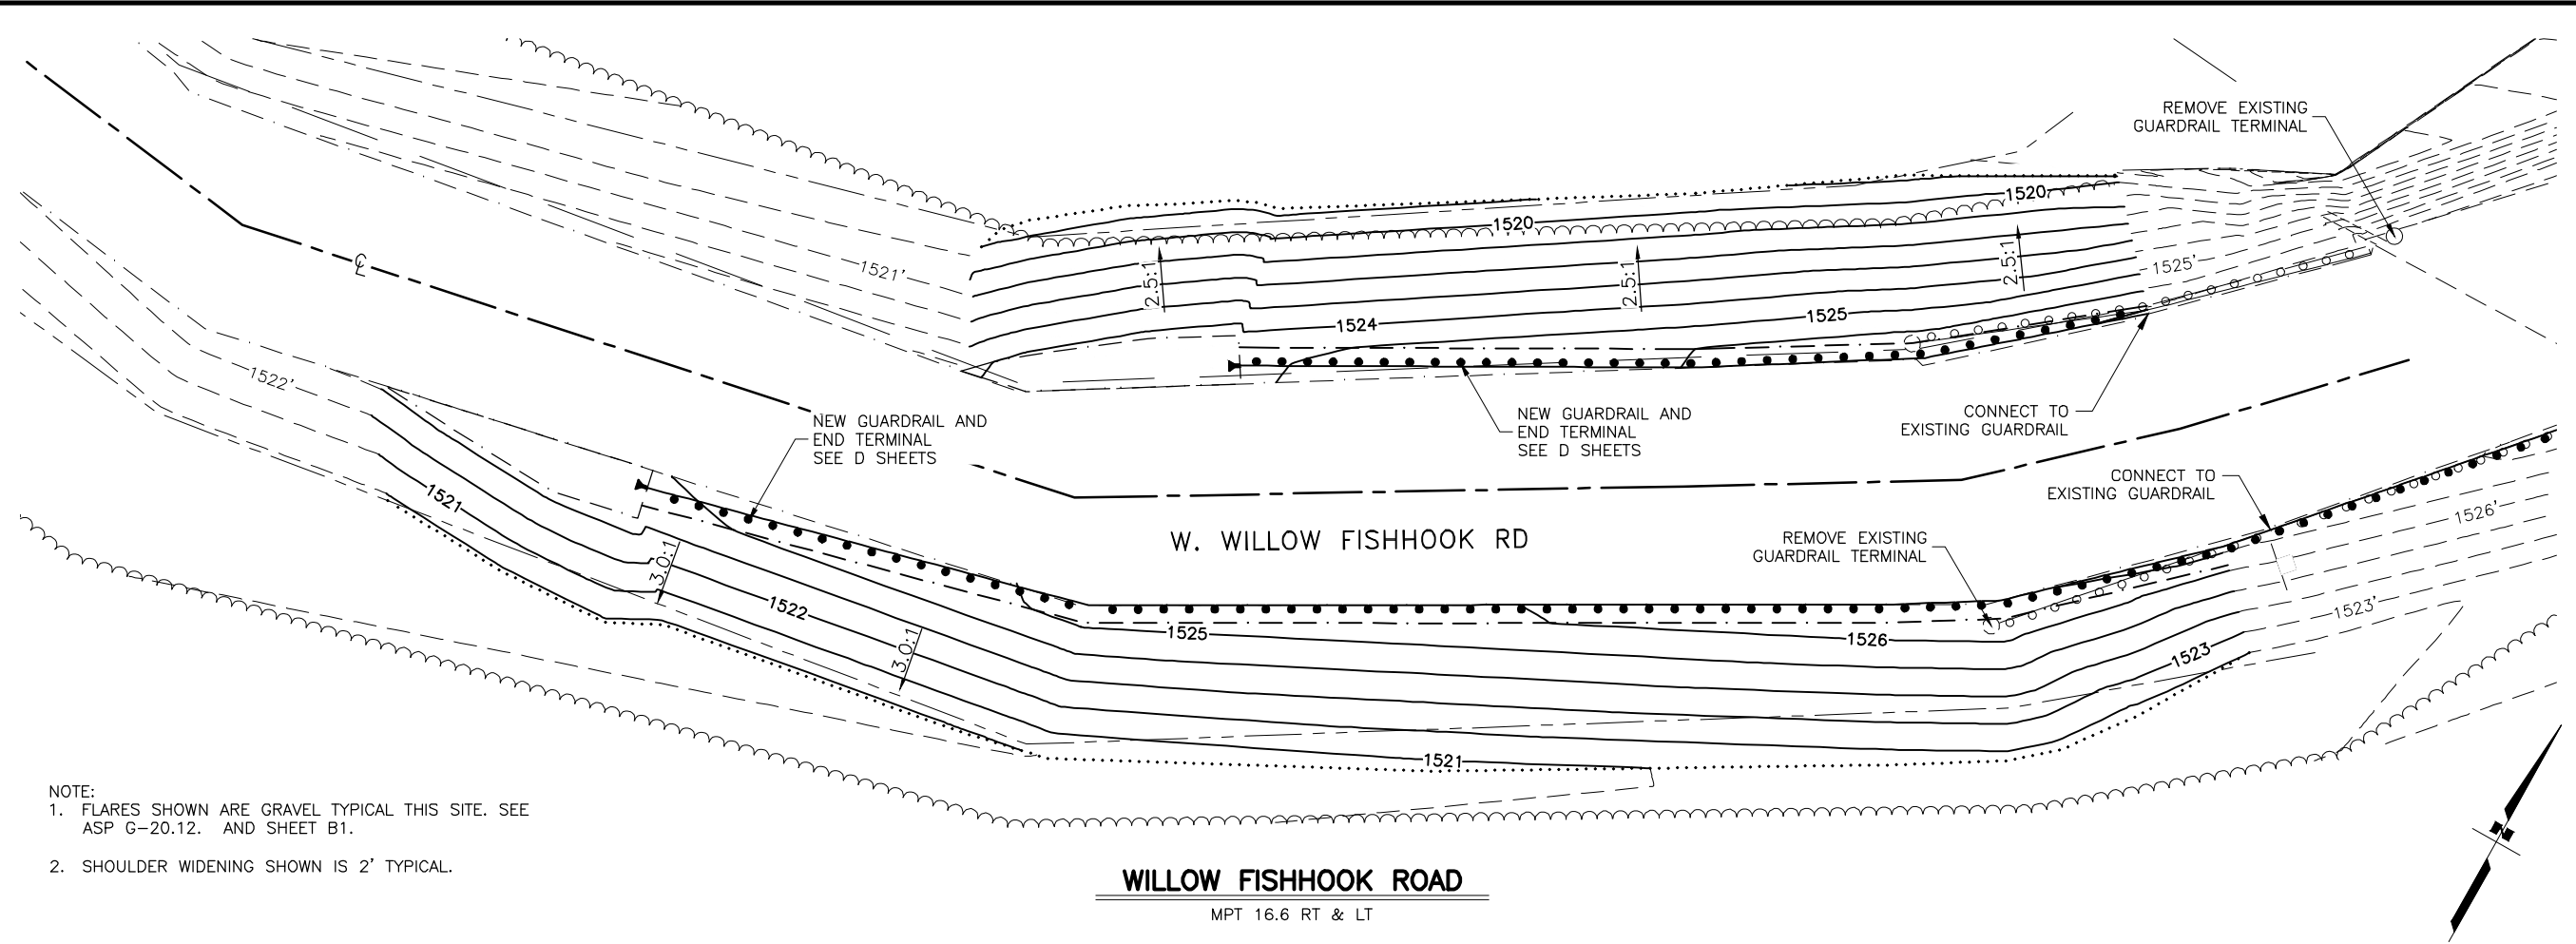 REMOVE EXISTING
GUARDRAIL TERMINAL
1520
1520
1521'
2.5:1
2.5:1
2.5:1
1525'
℄
1524
1525
1522'
NEW GUARDRAIL AND
END TERMINAL
SEE D SHEETS
NEW GUARDRAIL AND
END TERMINAL
SEE D SHEETS
CONNECT TO
EXISTING GUARDRAIL
CONNECT TO
EXISTING GUARDRAIL
1521
1526'
W. WILLOW FISHHOOK RD
REMOVE EXISTING
GUARDRAIL TERMINAL
3.0:1
1522
3.0:1
1525
1526
1523'
1523
1521
NOTE:
1. FLARES SHOWN ARE GRAVEL TYPICAL THIS SITE. SEE
ASP G-20.12. AND SHEET B1.
2. SHOULDER WIDENING SHOWN IS 2' TYPICAL.
WILLOW FISHHOOK ROAD
MPT 16.6 RT & LT
N